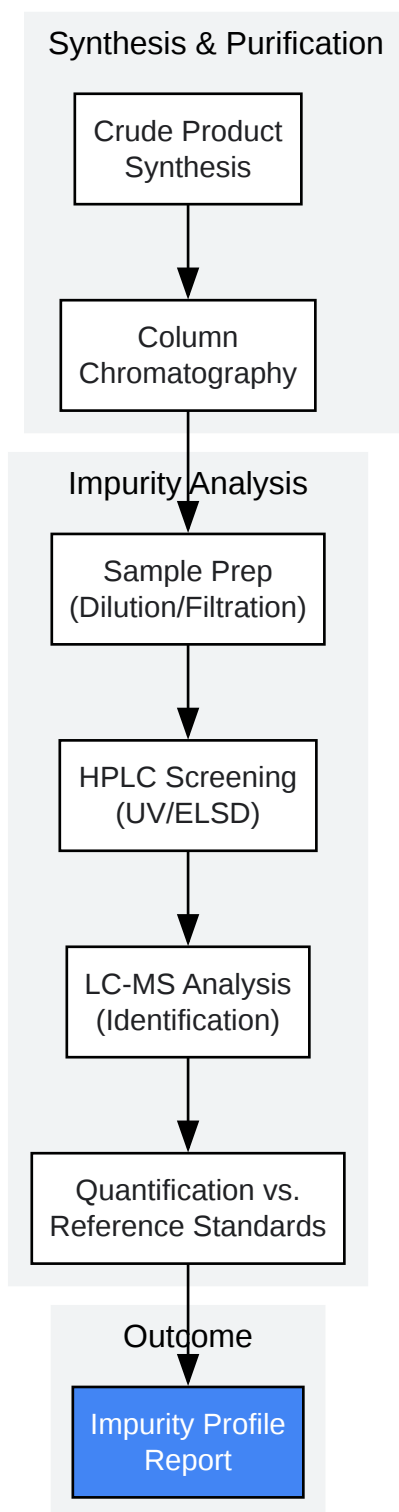 Synthesis & Purification
Crude Product
Synthesis
Column
Chromatography
Impurity Analysis
Sample Prep
(Dilution/Filtration)
HPLC Screening
(UV/ELSD)
LC-MS Analysis
(Identification)
Quantification vs.
Reference Standards
Outcome
Impurity Profile
Report